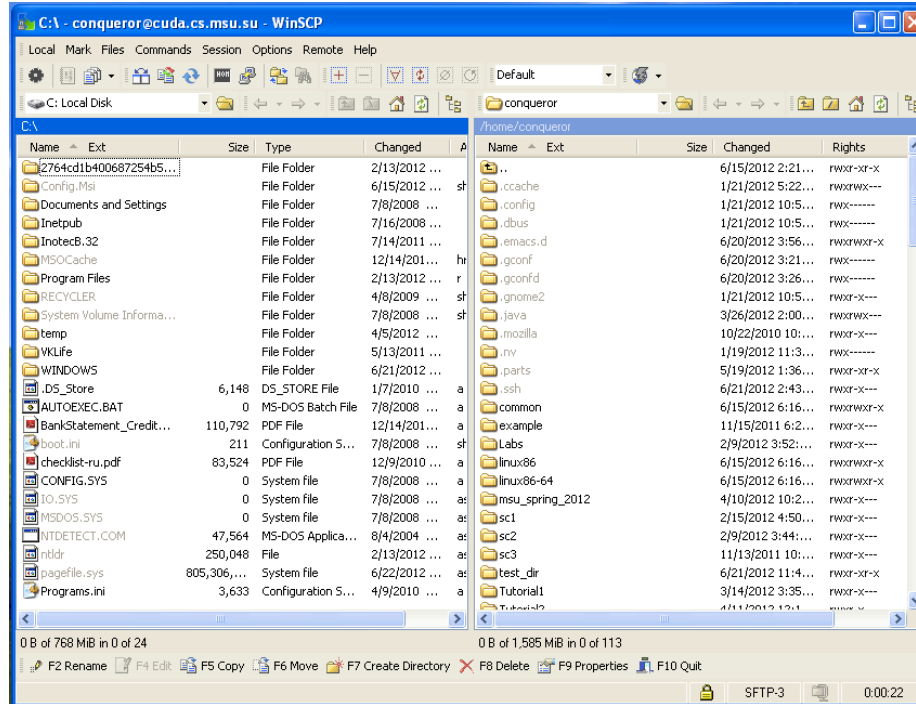 C:\ - conqueror@cuda.cs.msu.su - WinSCP
Local Mark Files Commands Session Options Remote Help
Default
C: Local Disk
conqueror
C:\
/home/conqueror
Name Ext Size Type Changed A
2764cd1b400687254b5... File Folder 2/13/2012 ...
Config.Msi File Folder 6/15/2012 ... sh
Documents and Settings File Folder 7/8/2008 ...
Inetpub File Folder 7/16/2008 ...
InotecB.32 File Folder 7/14/2011 ...
MSOCache File Folder 12/14/201... hr
Program Files File Folder 2/13/2012 ... r
RECYCLER File Folder 4/8/2009 ... sh
System Volume Informa... File Folder 7/8/2008 ... sh
temp File Folder 4/5/2012 ...
VKLife File Folder 5/13/2011 ...
WINDOWS File Folder 6/21/2012 ...
.DS_Store 6,148 DS_STORE File 1/7/2010 ... a
AUTOEXEC.BAT 0 MS-DOS Batch File 7/8/2008 ... a
BankStatement_Credit... 110,792 PDF File 12/14/201... a
boot.ini 211 Configuration S... 7/8/2008 ... sh
checklist-ru.pdf 83,524 PDF File 12/9/2010 ... a
CONFIG.SYS 0 System file 7/8/2008 ... a
IO.SYS 0 System file 7/8/2008 ... as
MSDOS.SYS 0 System file 7/8/2008 ... as
NTDETECT.COM 47,564 MS-DOS Applica... 8/4/2004 ... as
ntldr 250,048 File 2/13/2012 ... as
pagefile.sys 805,306,... System file 6/22/2012 ... as
Programs.ini 3,633 Configuration S... 4/9/2010 ... a
Name Ext Size Changed Rights
.. 6/15/2012 2:21... rwxr-xr-x
.ccache 1/21/2012 5:22... rwxrwx---
.config 1/21/2012 10:5... rwx------
.dbus 1/21/2012 10:5... rwx------
.emacs.d 6/20/2012 3:56... rwxrwxr-x
.gconf 6/20/2012 3:21... rwx------
.gconfd 6/20/2012 3:26... rwx------
.gnome2 1/21/2012 10:5... rwxr-x---
.java 3/26/2012 2:00... rwxrwx---
.mozilla 10/22/2010 10:... rwxr-x---
.nv 1/19/2012 11:3... rwx------
.parts 5/19/2012 1:36... rwxr-xr-x
.ssh 6/21/2012 2:43... rwxr-x---
common 6/15/2012 6:16... rwxrwxr-x
example 11/15/2011 6:2... rwxr-x---
Labs 2/9/2012 3:52:... rwxr-x---
linux86 6/15/2012 6:16... rwxrwxr-x
linux86-64 6/15/2012 6:16... rwxrwxr-x
msu_spring_2012 4/10/2012 10:2... rwxr-x---
sc1 2/15/2012 4:50... rwxr-x---
sc2 2/9/2012 3:44:... rwxr-x---
sc3 11/13/2011 10:... rwxr-x---
test_dir 6/21/2012 11:4... rwxr-xr-x
Tutorial1 3/14/2012 3:35... rwxr-x---
Tutorial2 4/11/2012 12:1
0 B of 768 MiB in 0 of 24
0 B of 1,585 MiB in 0 of 113
F2 Rename F4 Edit F5 Copy F6 Move F7 Create Directory F8 Delete F9 Properties F10 Quit
SFTP-3 0:00:22